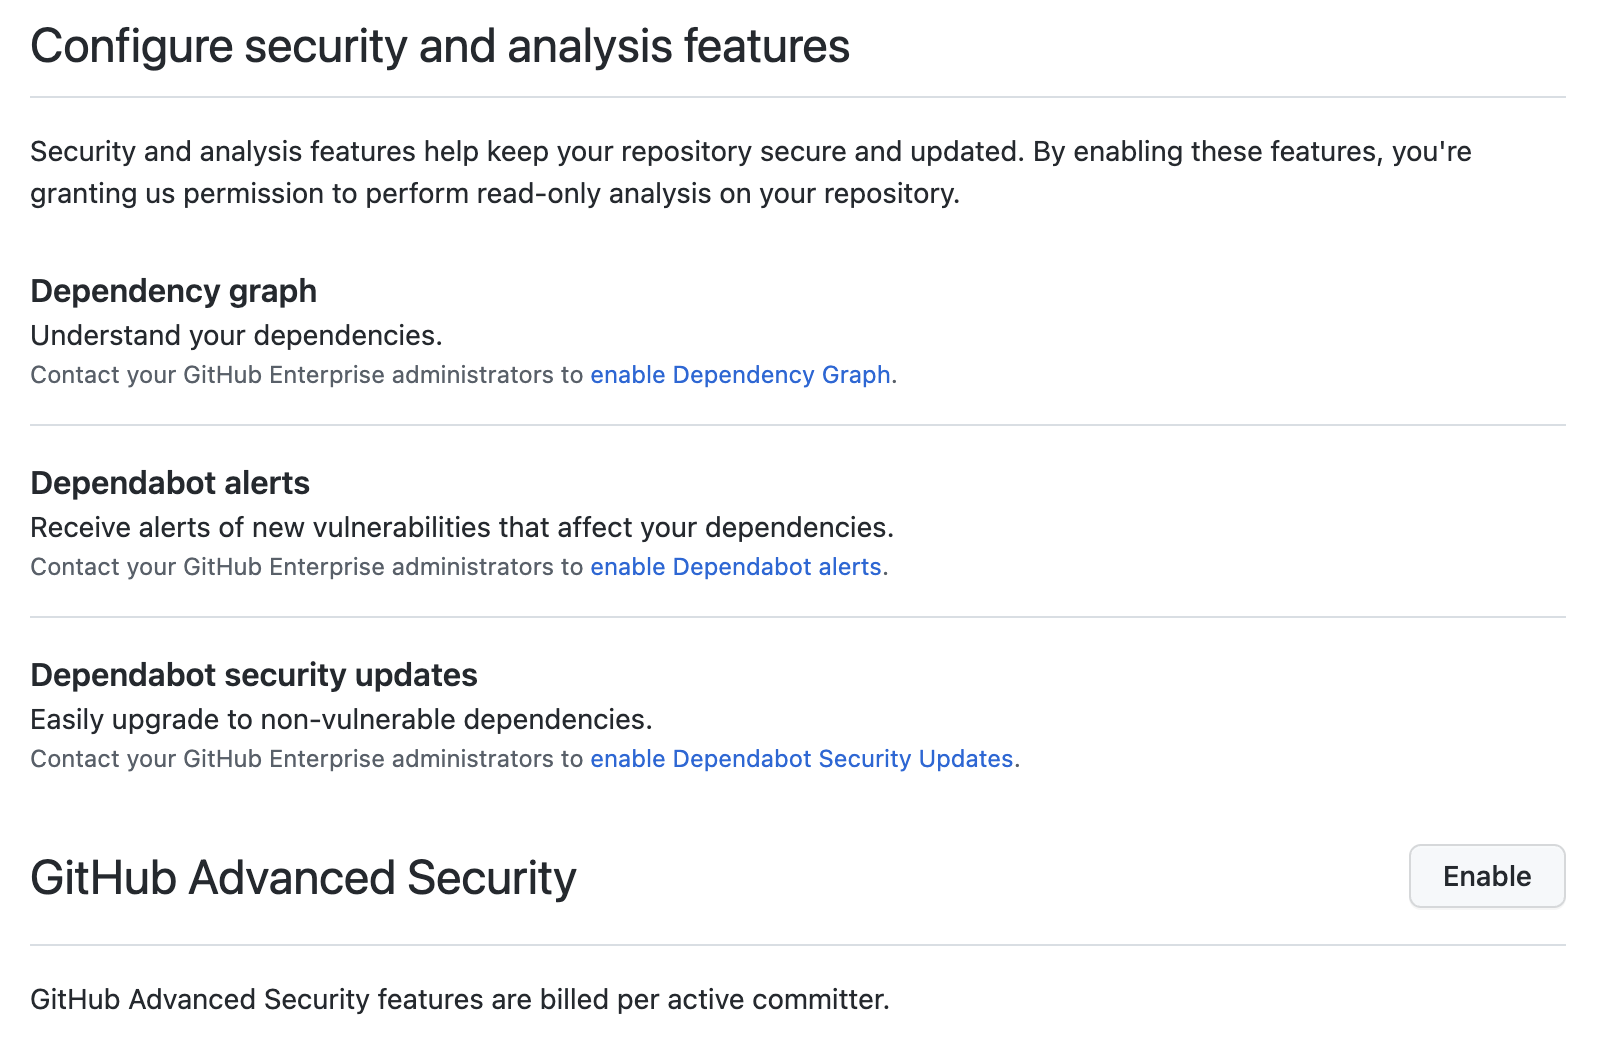 Configure security and analysis features
Security and analysis features help keep your repository secure and updated. By enabling these features, you're
granting us permission to perform read-only analysis on your repository.
Dependency graph
Understand your dependencies.
Contact your GitHub Enterprise administrators to enable Dependency Graph.
Dependabot alerts
Receive alerts of new vulnerabilities that affect your dependencies.
Contact your GitHub Enterprise administrators to enable Dependabot alerts.
Dependabot security updates
Easily upgrade to non-vulnerable dependencies.
Contact your GitHub Enterprise administrators to enable Dependabot Security Updates.
GitHub Advanced Security
Enable
GitHub Advanced Security features are billed per active committer.